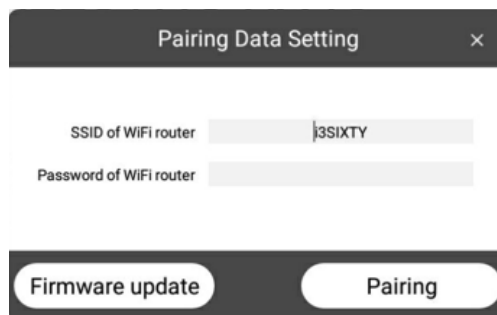 Pairing Data Setting ×
SSID of WiFi router i3SIXTY
Password of WiFi router
Firmware update Pairing